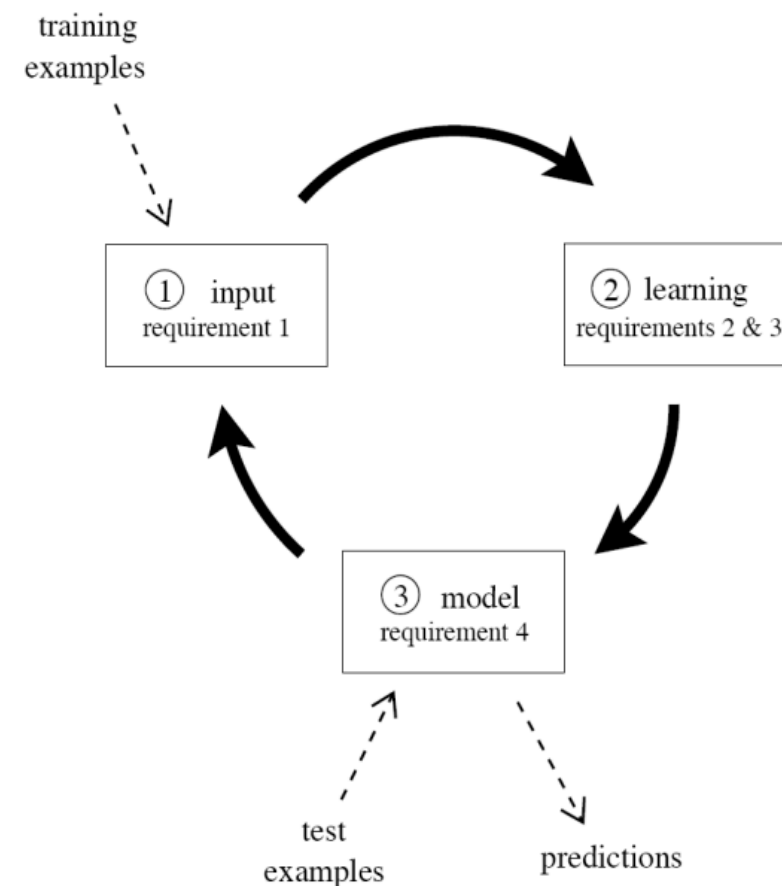 training
examples
① input
requirement 1
② learning
requirements 2 & 3
③ model
requirement 4
test
examples
predictions